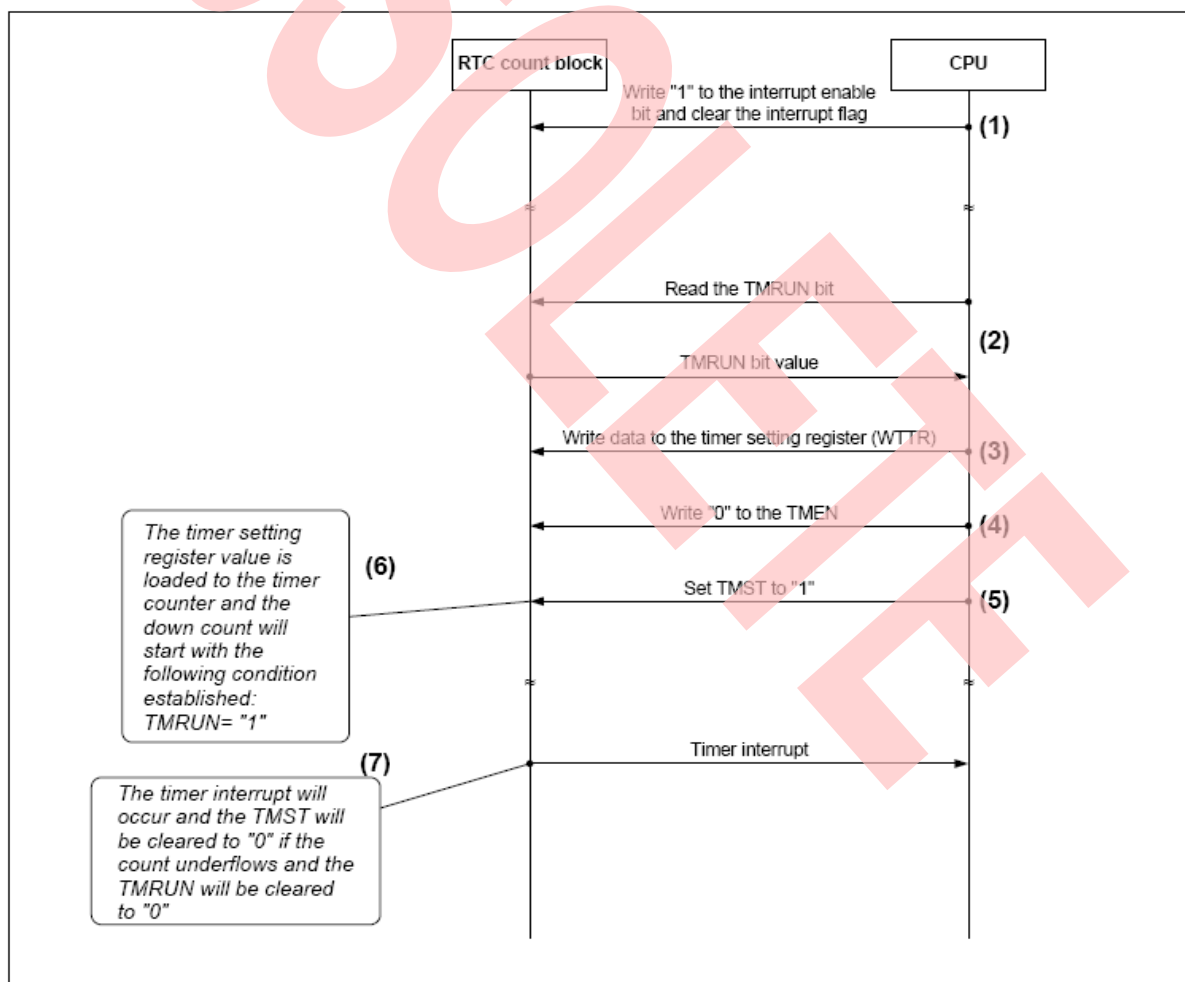 RTC count block
CPU
Write "1" to the interrupt enable
bit and clear the interrupt flag
(1)
Read the TMRUN bit
(2)
TMRUN bit value
Write data to the timer setting register (WTTR)
(3)
Write "0" to the TMEN
(4)
The timer setting
register value is
loaded to the timer
counter and the
down count will
start with the
following condition
established:
TMRUN= "1"
(6)
Set TMST to "1"
(5)
Timer interrupt
(7)
The timer interrupt will
occur and the TMST will
be cleared to "0" if the
count underflows and the
TMRUN will be cleared
to "0"
SOLETE